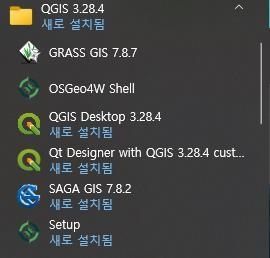 QGIS 3.28.4
새로 설치됨
GRASS GIS 7.8.7
OSGeo4W Shell
QGIS Desktop 3.28.4
새로 설치됨
Qt Designer with QGIS 3.28.4 cust...
새로 설치됨
SAGA GIS 7.8.2
새로 설치됨
Setup
새로 설치됨